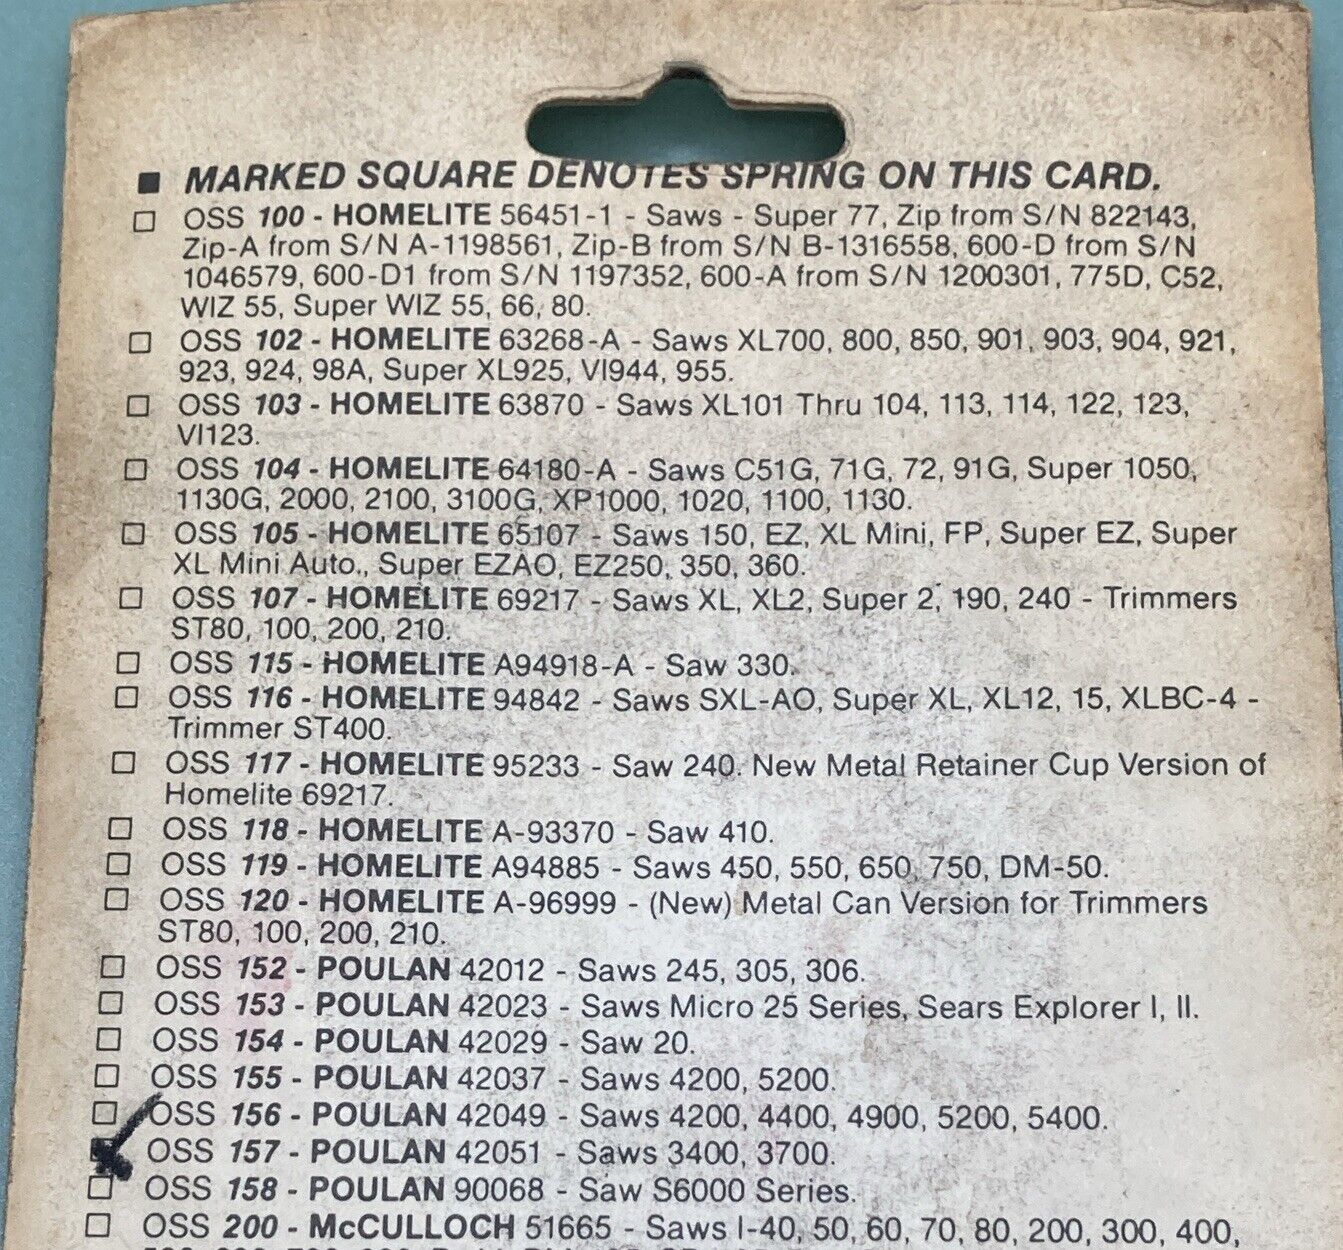 ■ MARKED SQUARE DENOTES SPRING ON THIS CARD.
□ OSS 100 - HOMELITE 56451-1 - Saws - Super 77, Zip from S/N 822143,
Zip-A from S/N A-1198561, Zip-B from S/N B-1316558, 600-D from S/N
1046579, 600-D1 from S/N 1197352, 600-A from S/N 1200301, 775D, C52,
WIZ 55, Super WIZ 55, 66, 80.
□ OSS 102 - HOMELITE 63268-A - Saws XL700, 800, 850, 901, 903, 904, 921,
923, 924, 98A, Super XL925, VI944, 955.
□ OSS 103 - HOMELITE 63870 - Saws XL101 Thru 104, 113, 114, 122, 123,
VI123.
□ OSS 104 - HOMELITE 64180-A - Saws C51G, 71G, 72, 91G, Super 1050,
1130G, 2000, 2100, 3100G, XP1000, 1020, 1100, 1130.
□ OSS 105 - HOMELITE 65107 - Saws 150, EZ, XL Mini, FP, Super EZ, Super
XL Mini Auto., Super EZAO, EZ250, 350, 360.
□ OSS 107 - HOMELITE 69217 - Saws XL, XL2, Super 2, 190, 240 - Trimmers
ST80, 100, 200, 210.
□ OSS 115 - HOMELITE A94918-A - Saw 330.
□ OSS 116 - HOMELITE 94842 - Saws SXL-AO, Super XL, XL12, 15, XLBC-4 -
Trimmer ST400.
□ OSS 117 - HOMELITE 95233 - Saw 240. New Metal Retainer Cup Version of
Homelite 69217.
□ OSS 118 - HOMELITE A-93370 - Saw 410.
□ OSS 119 - HOMELITE A94885 - Saws 450, 550, 650, 750, DM-50.
□ OSS 120 - HOMELITE A-96999 - (New) Metal Can Version for Trimmers
ST80, 100, 200, 210.
□ OSS 152 - POULAN 42012 - Saws 245, 305, 306.
□ OSS 153 - POULAN 42023 - Saws Micro 25 Series, Sears Explorer I, II.
□ OSS 154 - POULAN 42029 - Saw 20.
□ OSS 155 - POULAN 42037 - Saws 4200, 5200.
□ OSS 156 - POULAN 42049 - Saws 4200, 4400, 4900, 5200, 5400.
■ OSS 157 - POULAN 42051 - Saws 3400, 3700.
□ OSS 158 - POULAN 90068 - Saw S6000 Series.
□ OSS 200 - McCULLOCH 51665 - Saws I-40, 50, 60, 70, 80, 200, 300, 400,